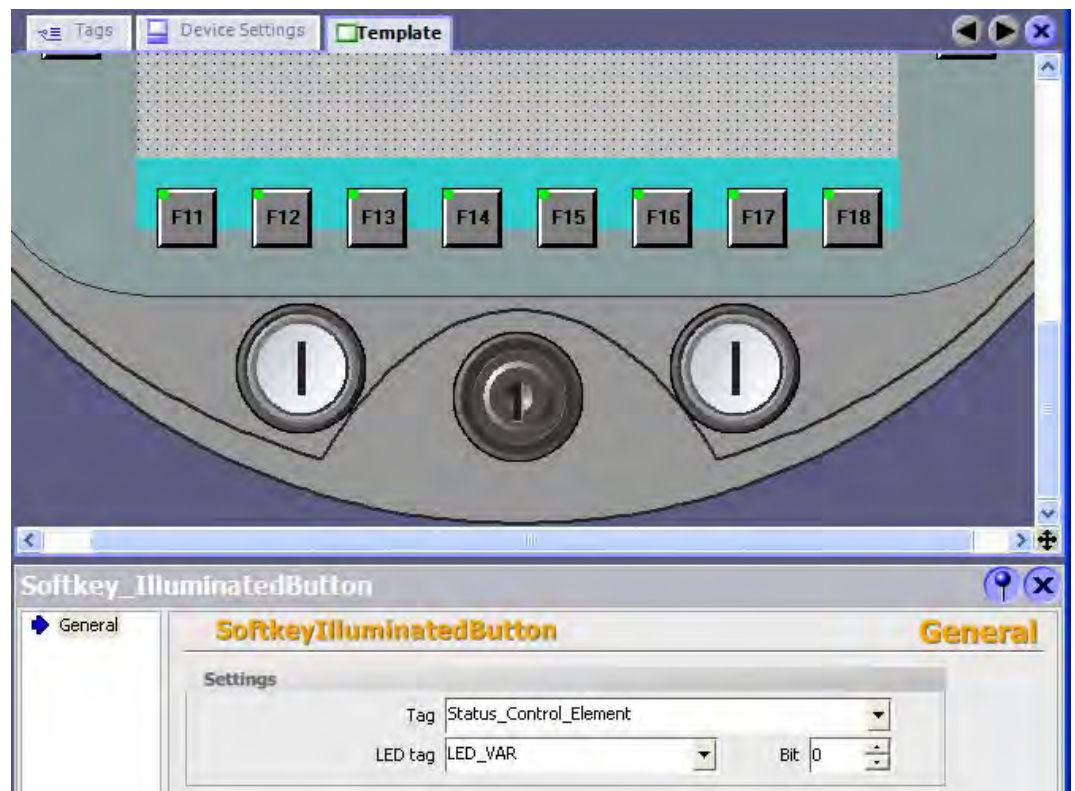 Tags Device Settings Template
F11 F12 F13 F14 F15 F16 F17 F18
Softkey_IlluminatedButton
General
SoftkeyIlluminatedButton General
Settings
Tag Status_Control_Element
LED tag LED_VAR Bit 0